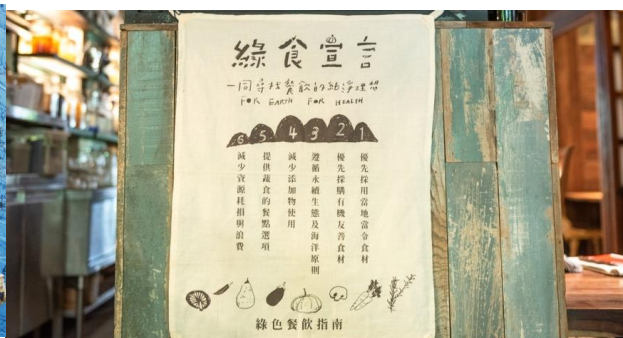 綠食宣言
一同尋找餐飲的純淨理想
FOR EARTH FOR HEALTH
6 5 4 3 2 1
優先採用當地當令食材
優先採購有機友善食材
遵循永續生態及海洋原則
減少添加物使用
提供蔬食的餐點選項
減少資源耗損與浪費
綠色餐飲指南